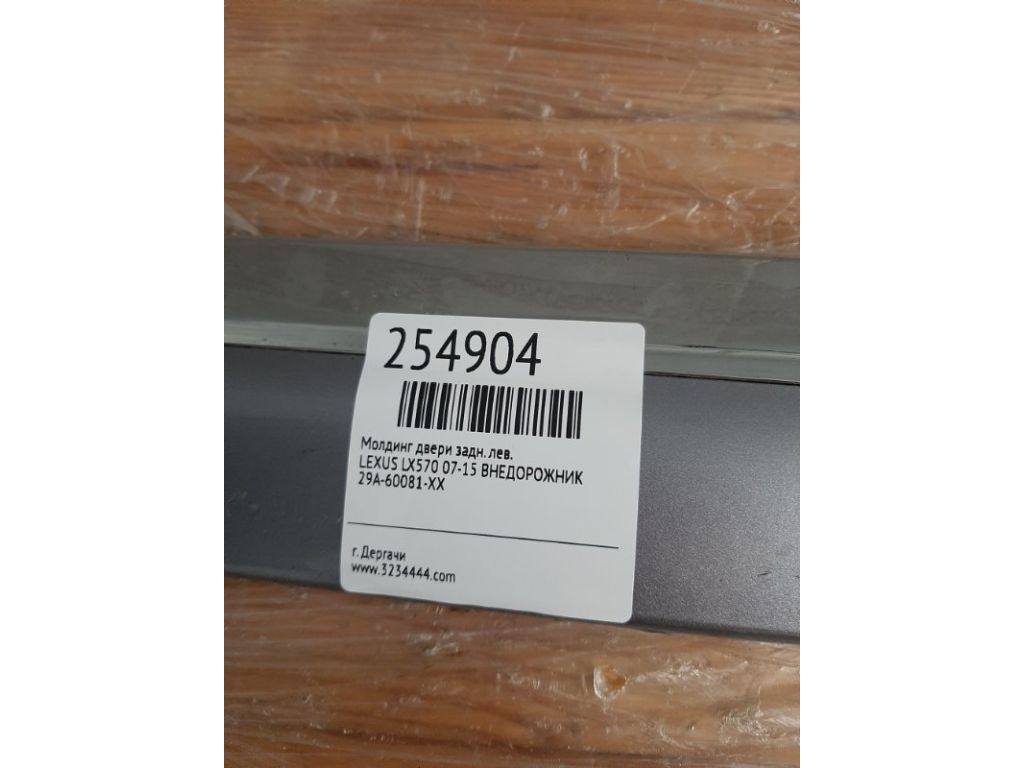 254904
Молдинг двери задн. лев.
LEXUS LX570 07-15 ВНЕДОРОЖНИК
29A-60081-XX
г. Дергачи
www.3234444.com